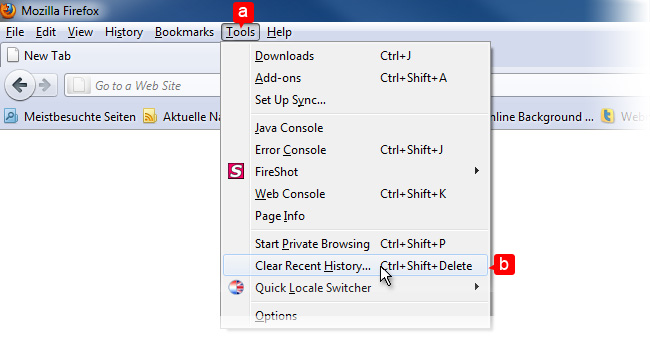 Mozilla Firefox
a
File Edit View History Bookmarks Tools Help
New Tab
Go to a Web Site
Meistbesuchte Seiten Aktuelle nline Background ...
Downloads Ctrl+J
Add-ons Ctrl+Shift+A
Set Up Sync...
Java Console
Error Console Ctrl+Shift+J
S FireShot
Web Console Ctrl+Shift+K
Page Info
Start Private Browsing Ctrl+Shift+P
Clear Recent History... Ctrl+Shift+Delete b
Quick Locale Switcher
Options